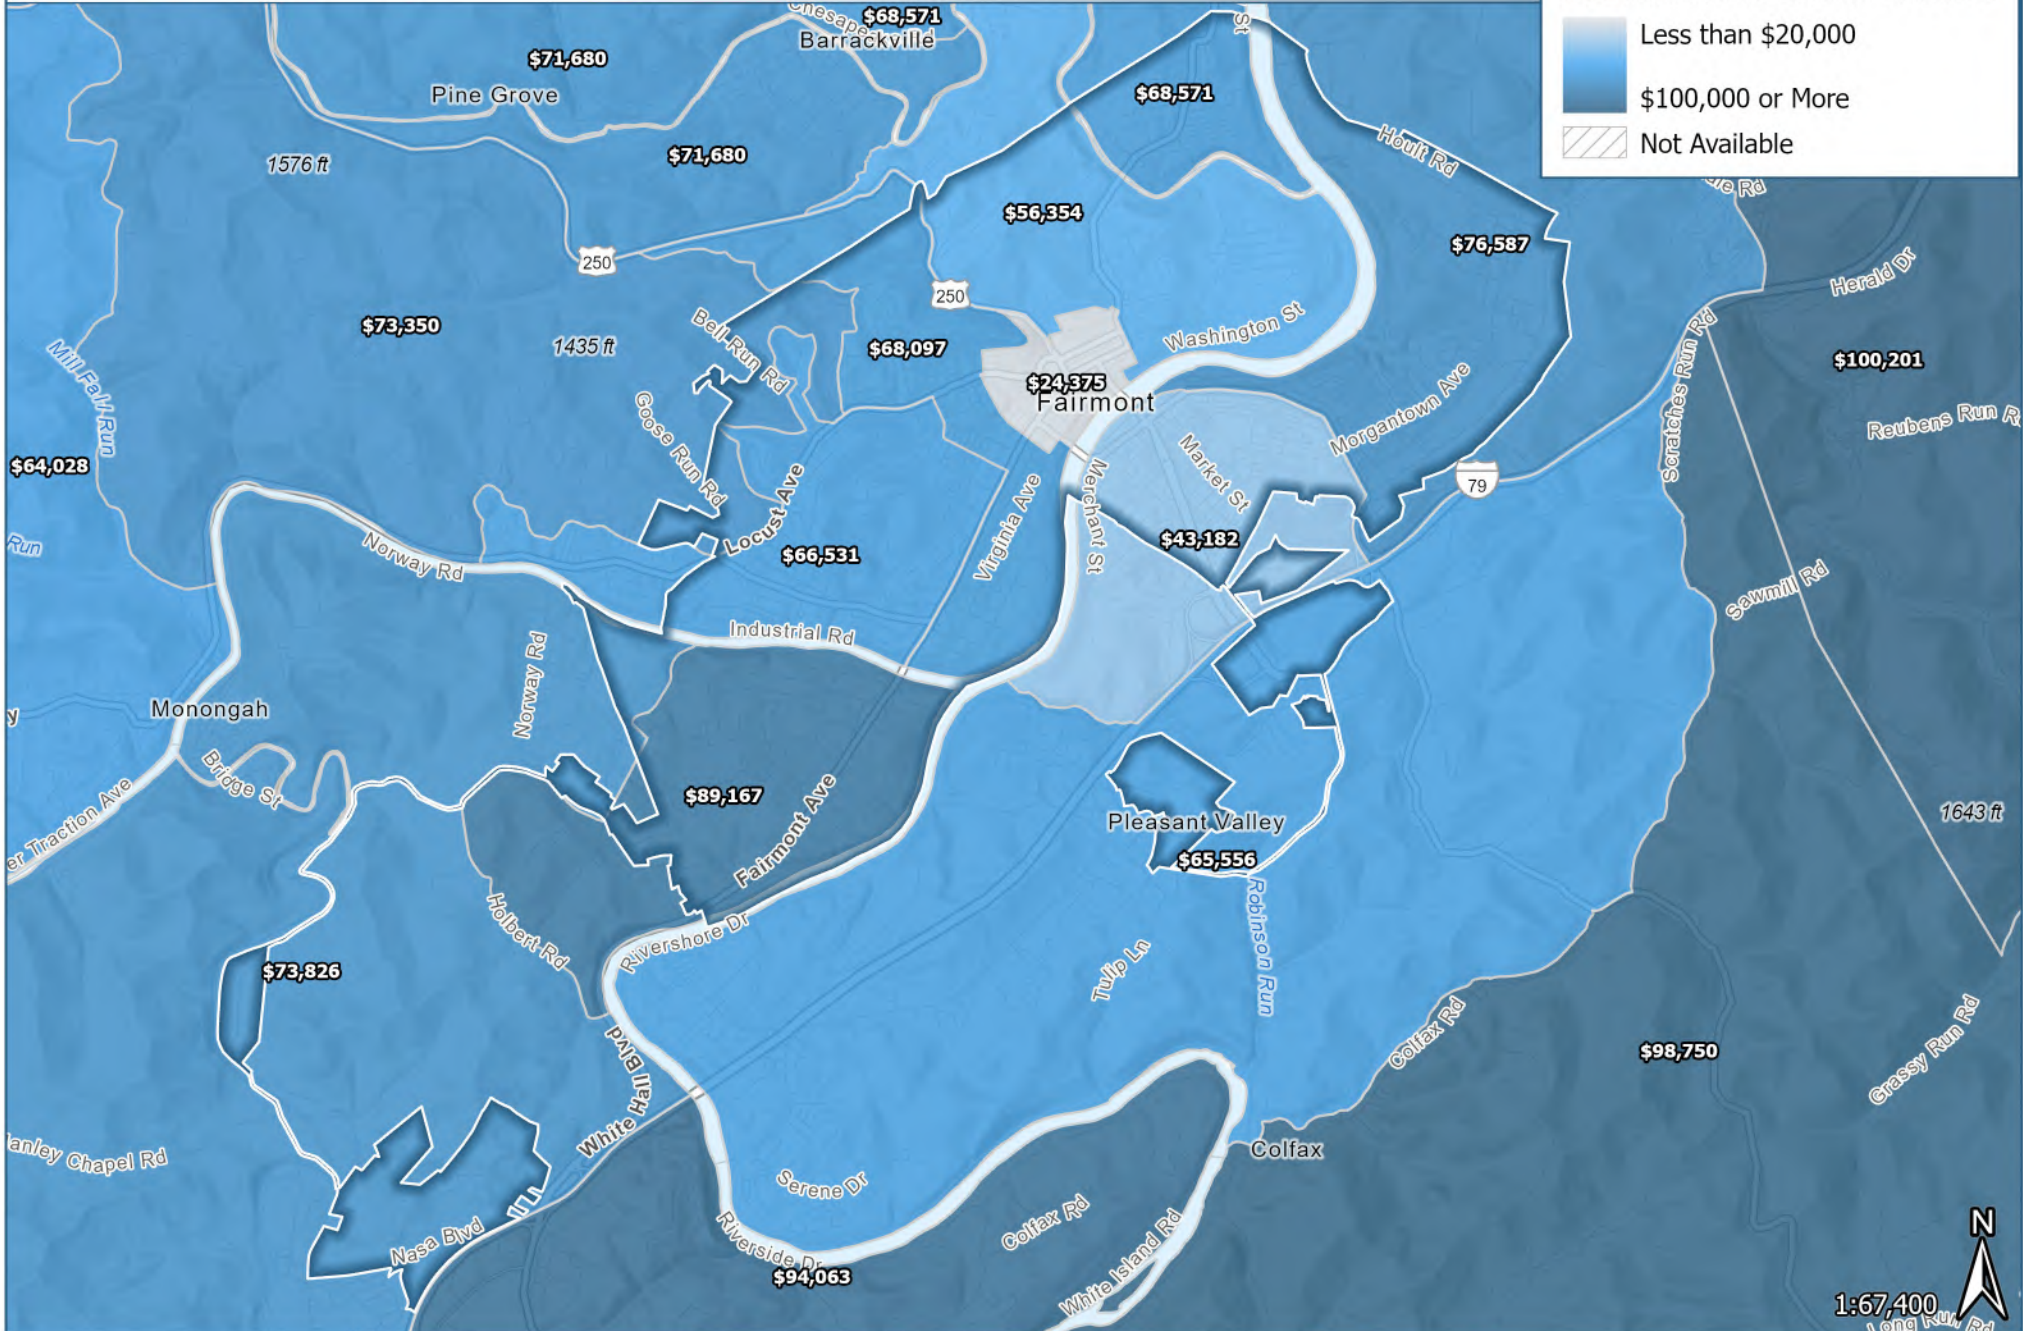 Less than $20,000
$100,000 or More
Not Available
$68,571
Barrackville
St
$71,680
Pine Grove
$68,571
Hoult Rd
$71,680
1576 ft
$56,354
$76,587
250
250
Herald Dr
$73,350
1435 ft
Bell Run Rd
$68,097
Washington St
Mill Fall Run
$24,375
Fairmont
$100,201
Scratches Run Rd
Morgantown Ave
Reubens Run
Goose Run Rd
Market St
$64,028
79
Locust Ave
Merchant St
Virginia Ave
Run
Norway Rd
$66,531
$43,182
Sawmill Rd
Industrial Rd
Norway Rd
Monongah
Bridge St
$89,167
Traction Ave
Fairmont Ave
Pleasant Valley
1643 ft
$65,556
Holbert Rd
Rivershore Dr
Robinson Run
Tulip Ln
$73,826
White Hall Blvd
Colfax Rd
$98,750
Grassy Run Rd
Chapel Rd
Colfax
Serene Dr
Nasa Blvd
Riverside Dr
Colfax Rd
White Island Rd
$94,063
N
1:67,400
Long Run Rd